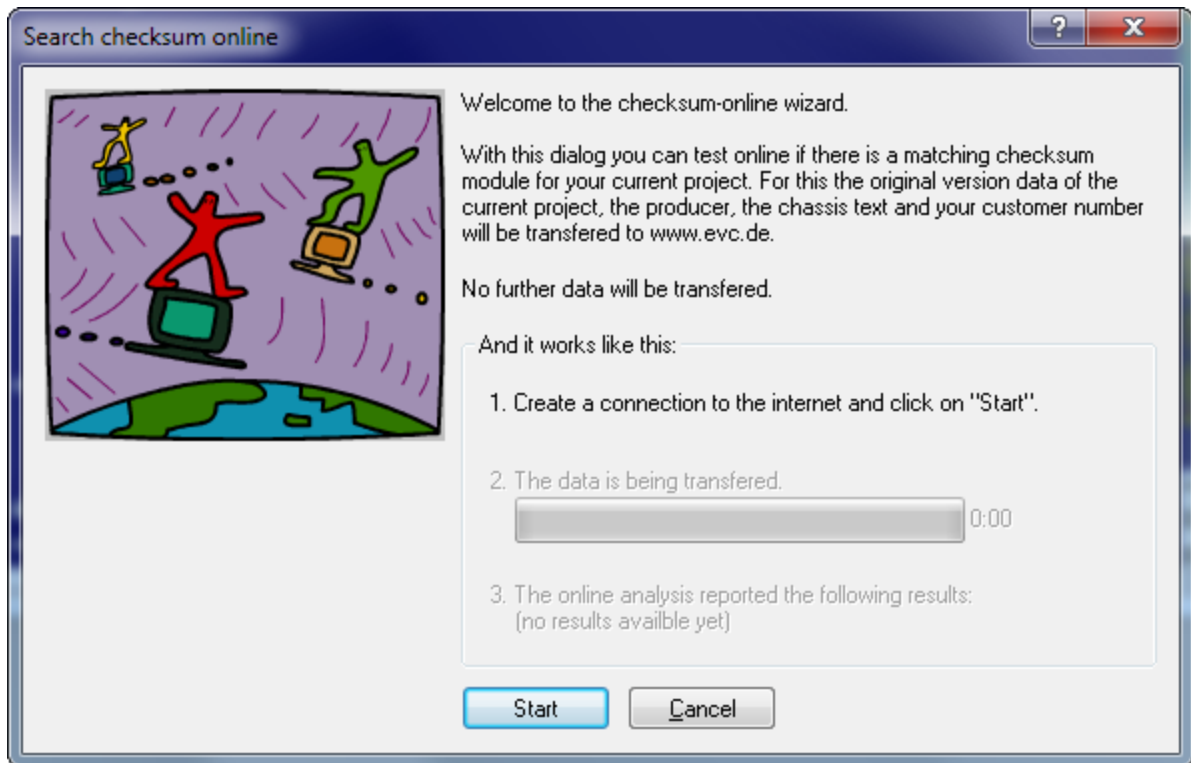 Search checksum online
?
X
Welcome to the checksum-online wizard.
With this dialog you can test online if there is a matching checksum
module for your current project. For this the original version data of the
current project, the producer, the chassis text and your customer number
will be transfered to www.evc.de.
No further data will be transfered.
And it works like this:
1. Create a connection to the internet and click on "Start".
2. The data is being transfered.
0:00
3. The online analysis reported the following results:
(no results availble yet)
Start
Cancel